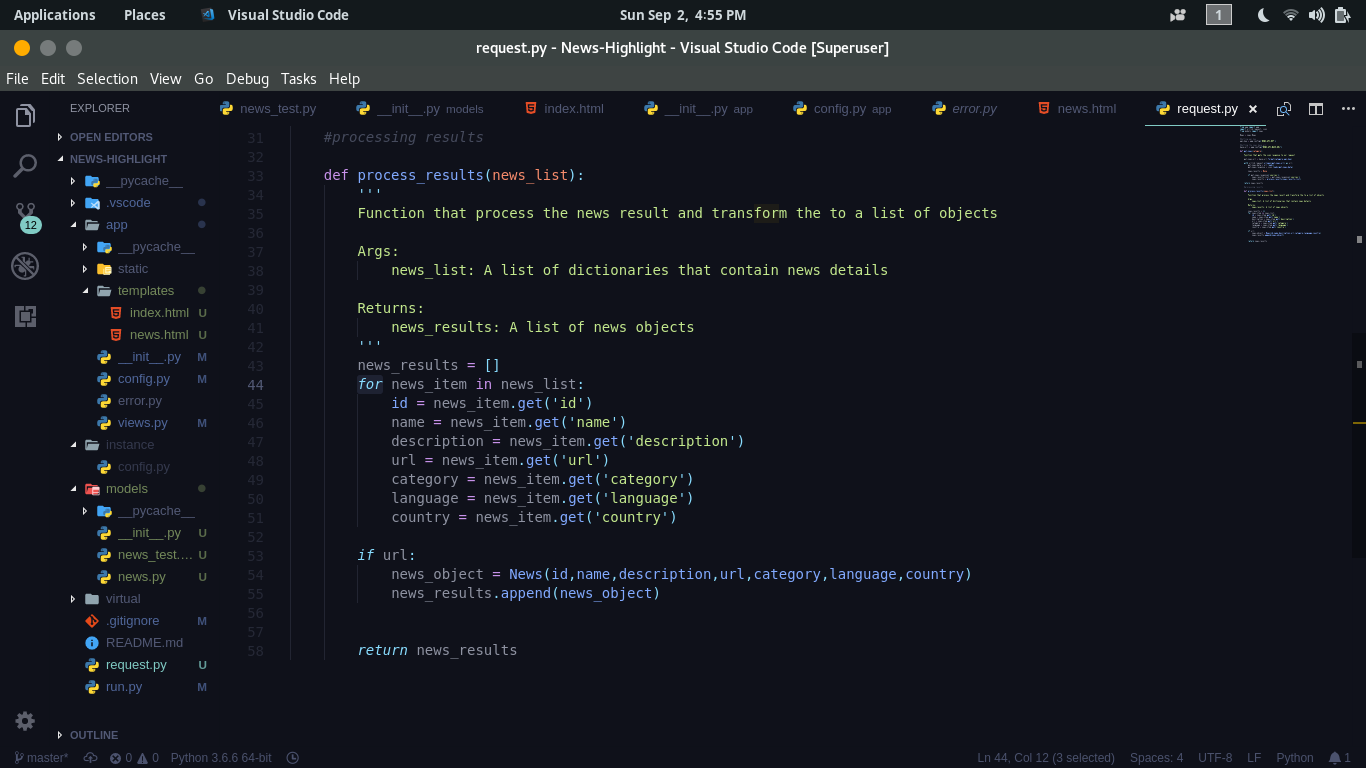 Applications Places Visual Studio Code Sun Sep 2, 4:55 PM 1
request.py - News-Highlight - Visual Studio Code [Superuser]
File Edit Selection View Go Debug Tasks Help
EXPLORER
news_test.py __init__.py models index.html __init__.py app config.py app error.py news.html request.py × ...
OPEN EDITORS
NEWS-HIGHLIGHT
__pycache__
.vscode
12
app
__pycache__
static
templates
index.html U
news.html U
__init__.py M
config.py M
error.py
views.py M
instance
config.py
models
__pycache__
__init__.py U
news_test.... U
news.py U
virtual
.gitignore M
README.md
request.py U
run.py M
OUTLINE
31 #processing results
32
33 def process_results(news_list):
34 '''
35 Function that process the news result and transform the to a list of objects
36
37 Args:
38 news_list: A list of dictionaries that contain news details
39
40 Returns:
41 news_results: A list of news objects
42 '''
43 news_results = []
44 for news_item in news_list:
45 id = news_item.get('id')
46 name = news_item.get('name')
47 description = news_item.get('description')
48 url = news_item.get('url')
49 category = news_item.get('category')
50 language = news_item.get('language')
51 country = news_item.get('country')
52
53 if url:
54 news_object = News(id,name,description,url,category,language,country)
55 news_results.append(news_object)
56
57
58 return news_results
master* 0 0 Python 3.6.6 64-bit Ln 44, Col 12 (3 selected) Spaces: 4 UTF-8 LF Python 1